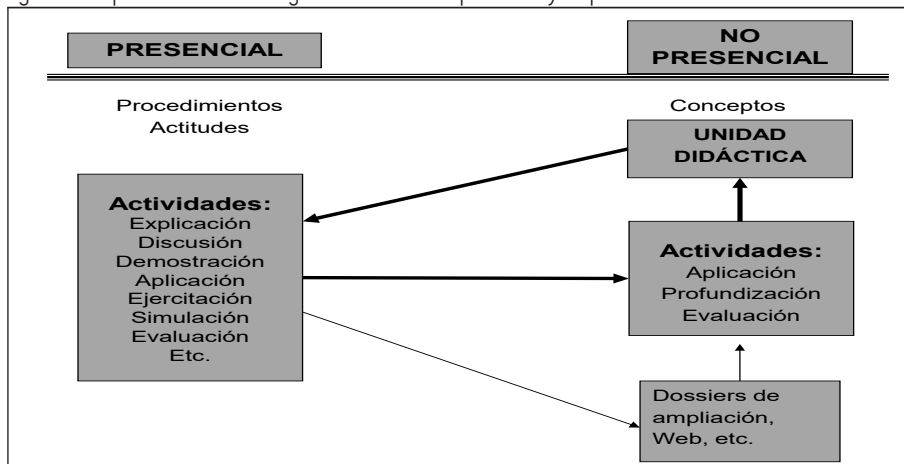 PRESENCIAL
NO
PRESENCIAL
Procedimientos
Actitudes
Conceptos
UNIDAD
DIDÁCTICA
Actividades:
Explicación
Discusión
Demostración
Aplicación
Ejercitación
Simulación
Evaluación
Etc.
Actividades:
Aplicación
Profundización
Evaluación
Dossiers de
ampliación,
Web, etc.